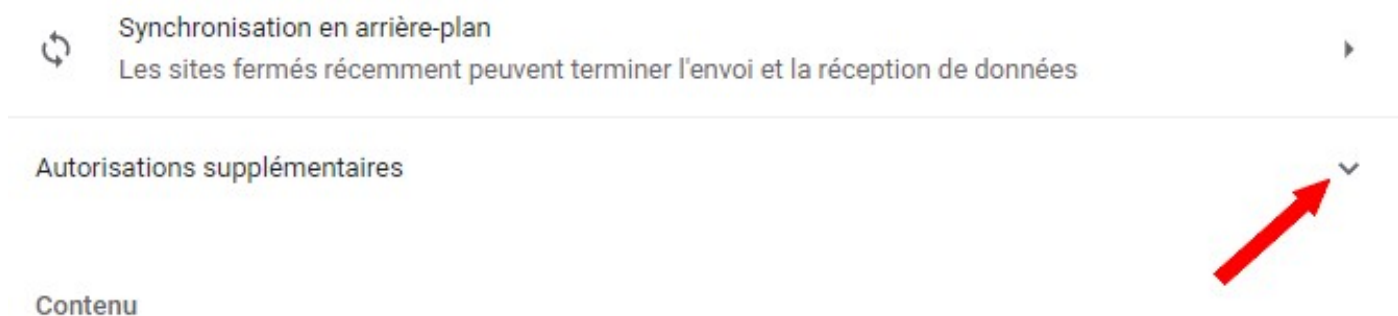 Synchronisation en arrière-plan
Les sites fermés récemment peuvent terminer l'envoi et la réception de données
Autorisations supplémentaires
Contenu